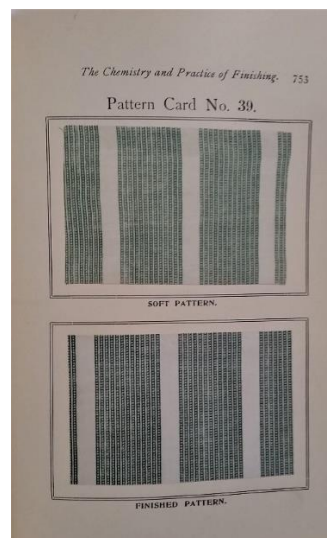 The Chemistry and Practice of Finishing. 753
Pattern Card No. 39.
SOFT PATTERN.
FINISHED PATTERN.